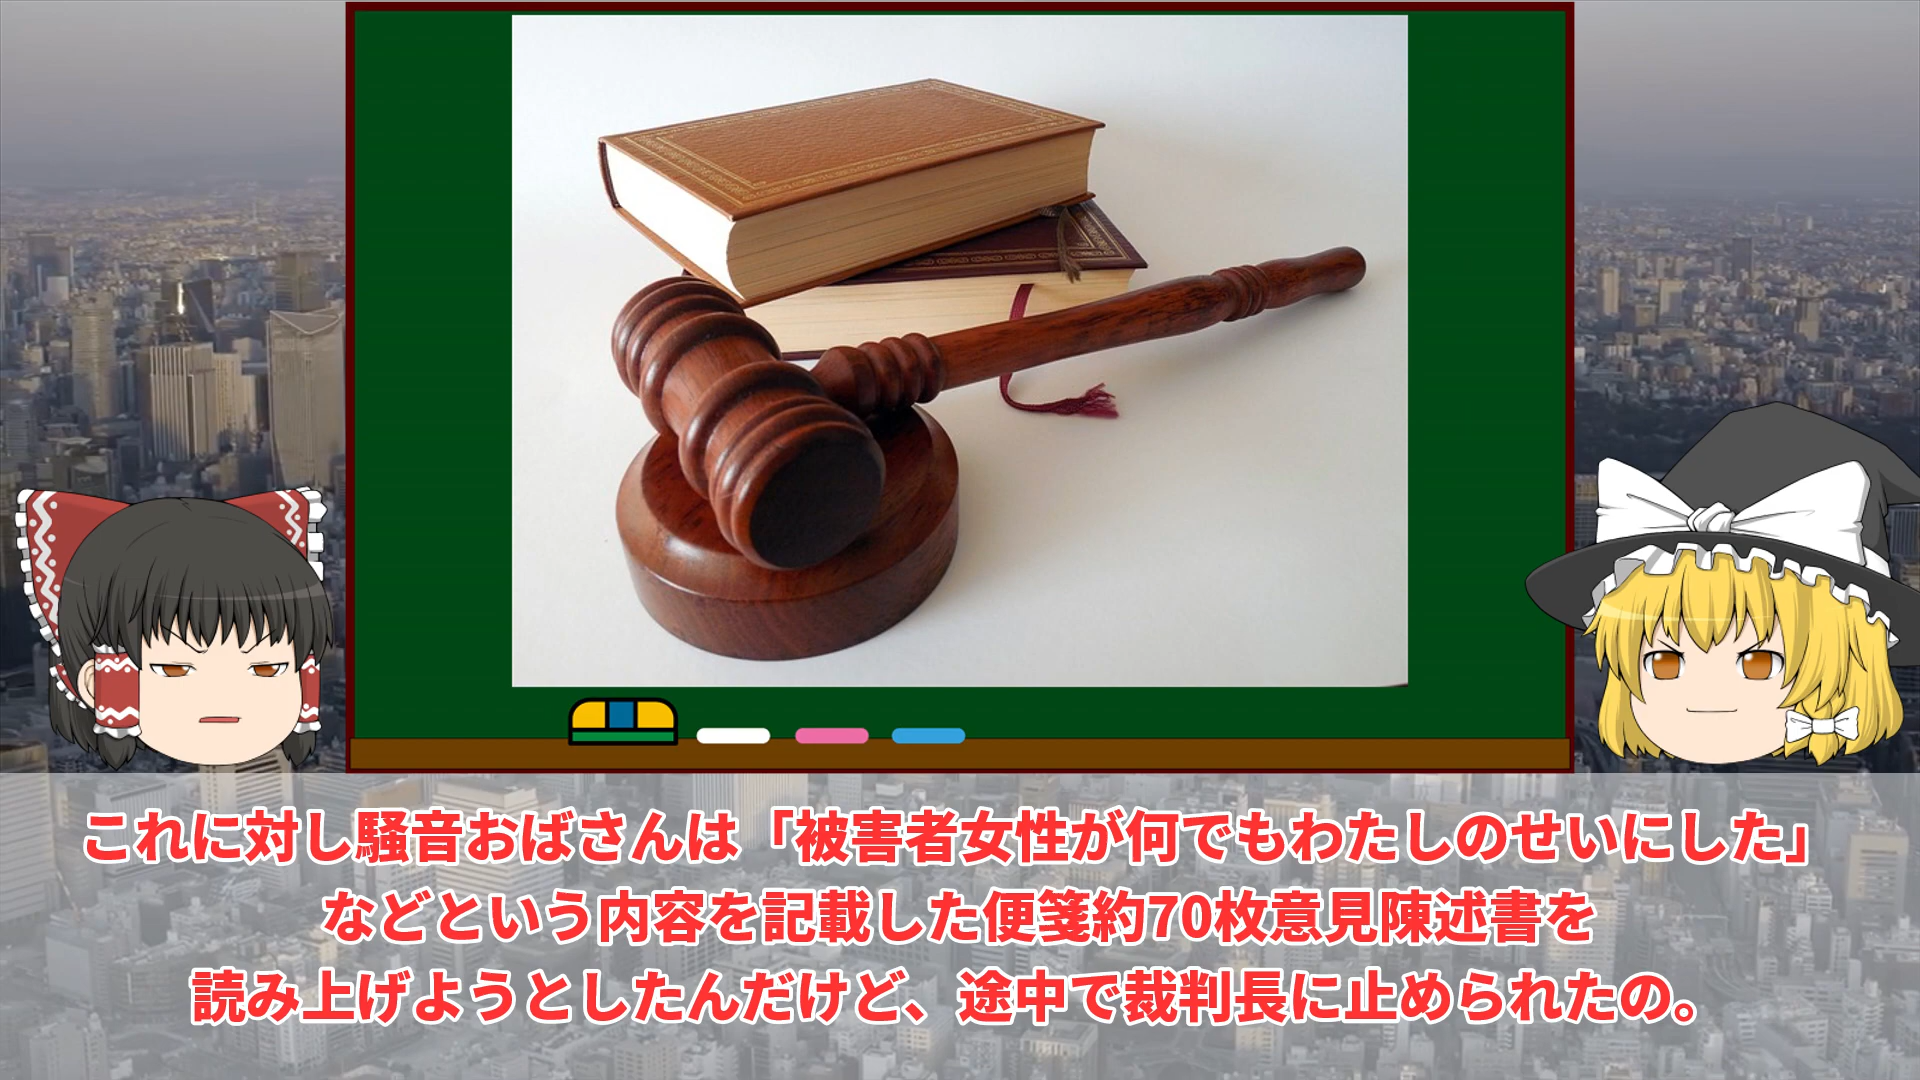 これに対し騒音おばさんは「被害者女性が何でもわたしのせいにした」
などという内容を記載した便箋約70枚意見陳述書を
読み上げようとしたんだけど、途中で裁判長に止められたの。